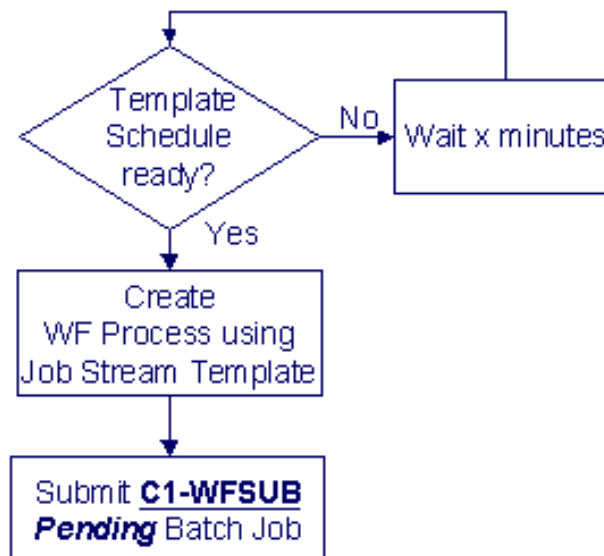 Template
Schedule
ready?
No
Wait x minutes
Yes
Create
WF Process using
Job Stream Template
Submit C1-WFSUB
Pending Batch Job